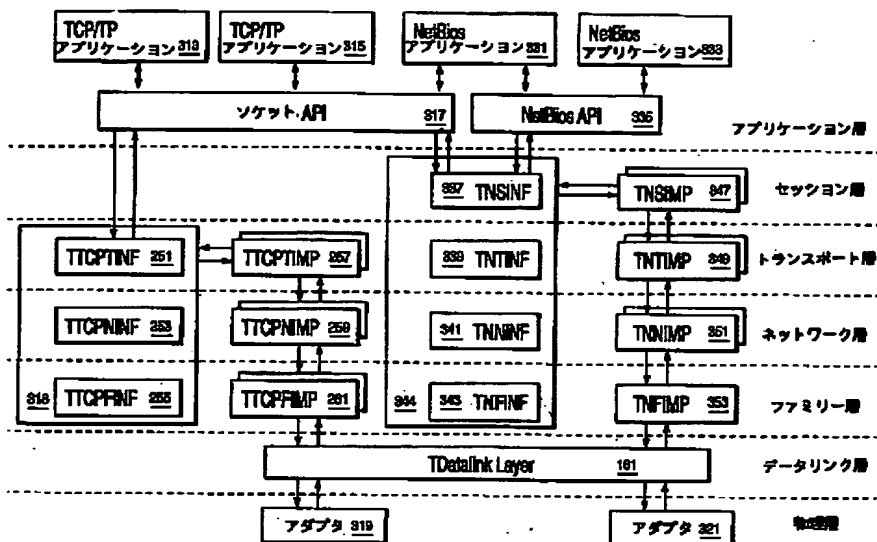 TCP/TP
アプリケーション 313
TCP/TP
アプリケーション 315
NetBios
アプリケーション 331
NetBios
アプリケーション 333
ソケット API 317
NetBios API 335
アプリケーション層
337 TNSINF
TNSIMP 347
セッション層
TTCPTINF 251
TTCPTIMP 257
339 TNTINF
TNTIMP 349
トランスポート層
TTCPNINF 253
TTCPNIMP 259
341 TNNINF
TNNIMP 351
ネットワーク層
318
TTCPFINF 255
TTCPFIMP 261
344
343 TNFINF
TNFIMP 353
ファミリー層
TDatalink Layer 161
データリンク層
アダプタ 319
アダプタ 321
物理層